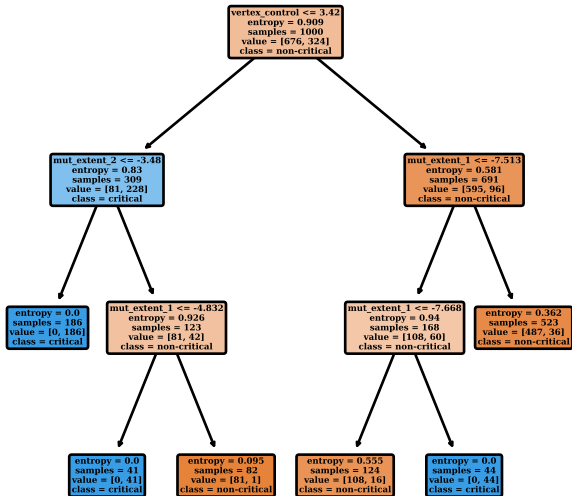 vertex_control <= 3.42
entropy = 0.909
samples = 1000
value = [676, 324]
class = non-critical
mut_extent_2 <= -3.48
entropy = 0.83
samples = 309
value = [81, 228]
class = critical
mut_extent_1 <= -7.513
entropy = 0.581
samples = 691
value = [595, 96]
class = non-critical
entropy = 0.0
samples = 186
value = [0, 186]
class = critical
mut_extent_1 <= -4.832
entropy = 0.926
samples = 123
value = [81, 42]
class = non-critical
mut_extent_1 <= -7.668
entropy = 0.94
samples = 168
value = [108, 60]
class = non-critical
entropy = 0.362
samples = 523
value = [487, 36]
class = non-critical
entropy = 0.0
samples = 41
value = [0, 41]
class = critical
entropy = 0.095
samples = 82
value = [81, 1]
class = non-critical
entropy = 0.555
samples = 124
value = [108, 16]
class = non-critical
entropy = 0.0
samples = 44
value = [0, 44]
class = critical